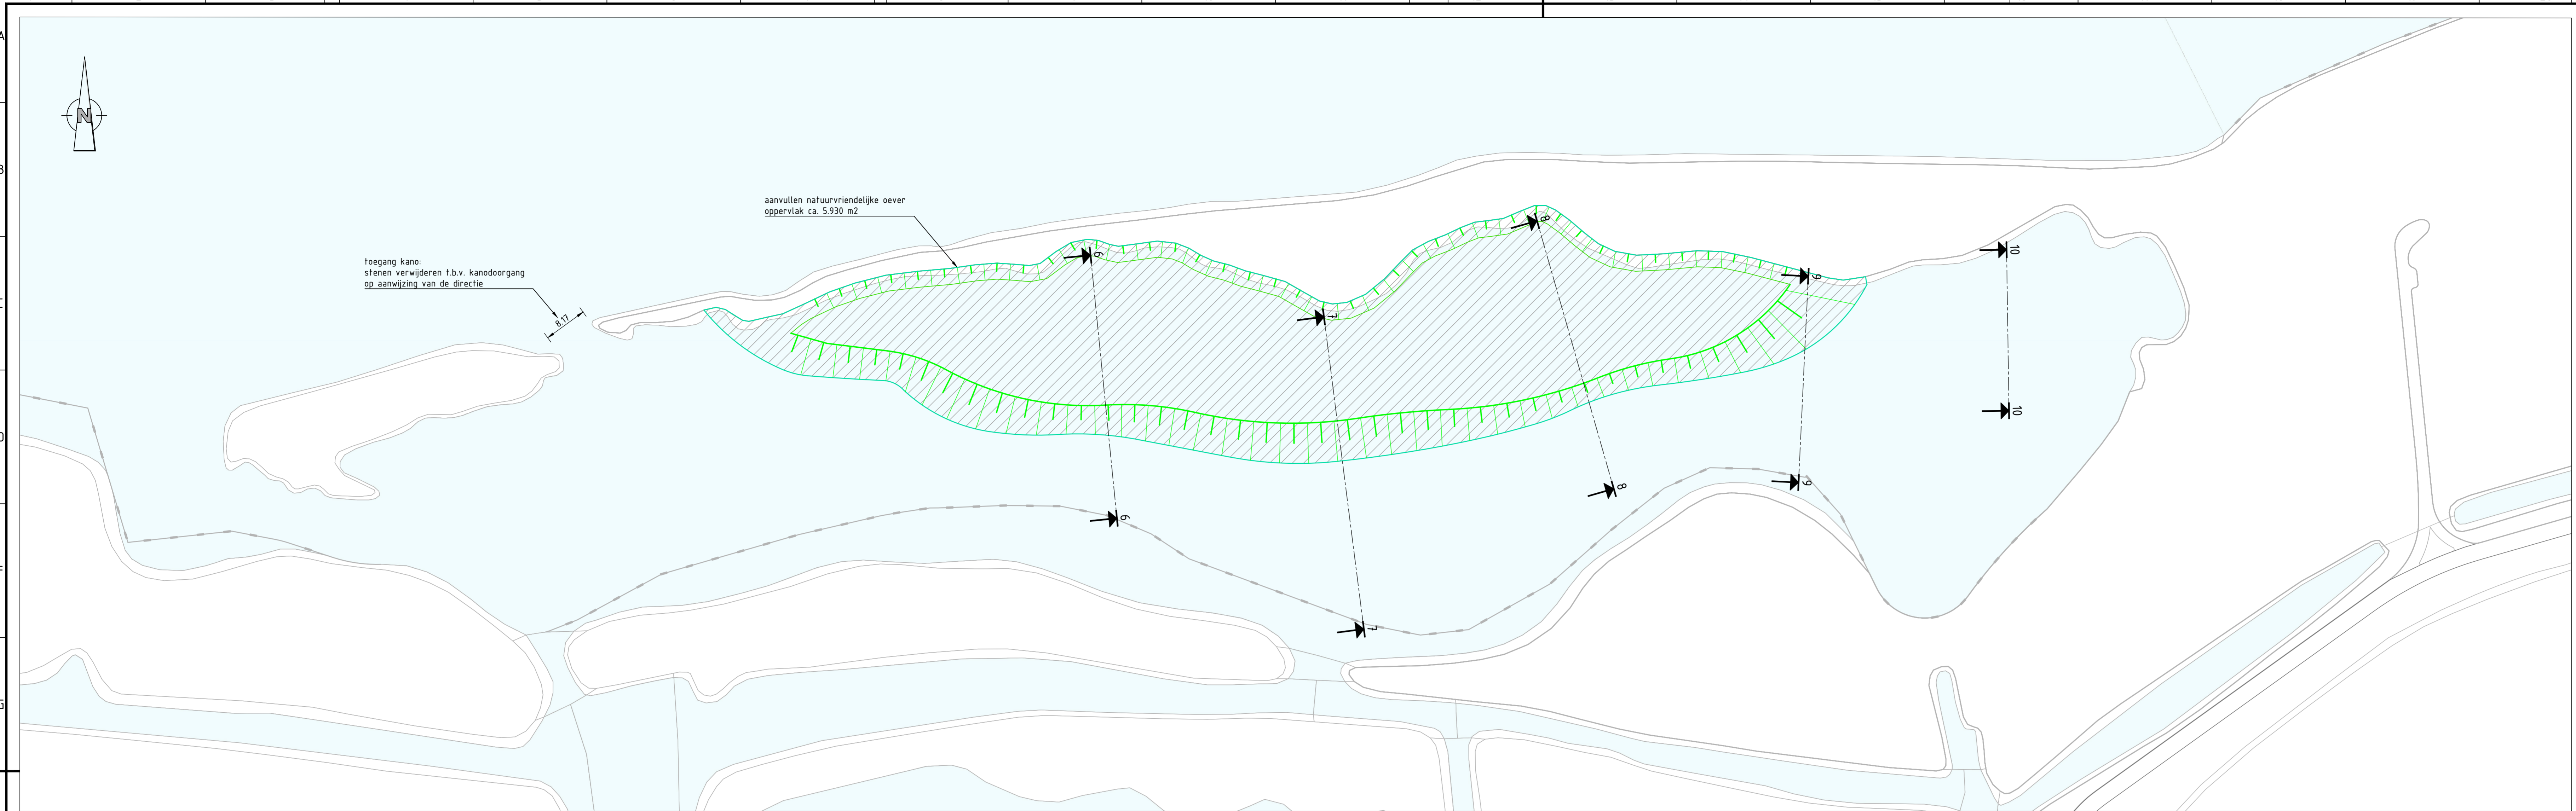 A
N
B
aanvullen natuurvriendelijke oever
oppervlak ca. 5.930 m2
toegang kano:
stenen verwijderen t.b.v. kanodoorgang
op aanwijzing van de directie
8.17
6
7
8
9
10
10
6
7
8
9